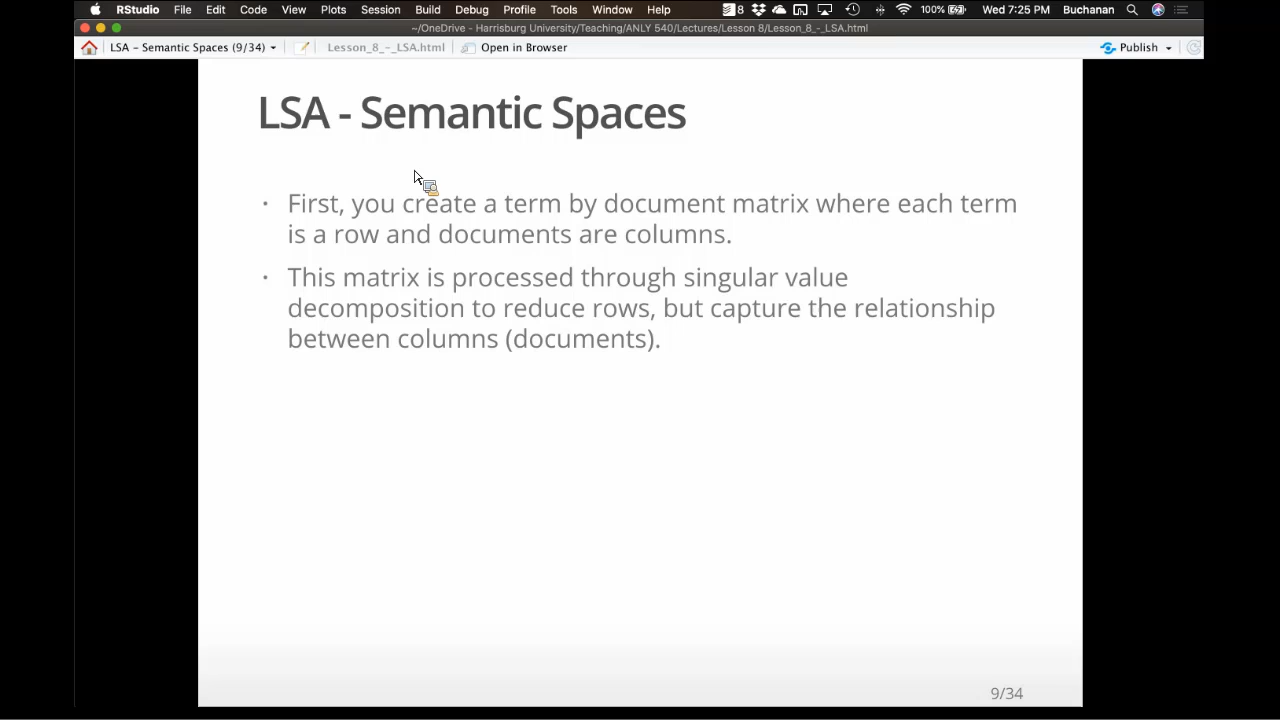 RStudio File Edit Code View Plots Session Build Debug Profile Tools Window Help 8 100% Wed 7:25 PM Buchanan
~/OneDrive - Harrisburg University/Teaching/ANLY 540/Lectures/Lesson 8/Lesson_8_-_LSA.html
LSA - Semantic Spaces (9/34) Lesson_8_-_LSA.html Open in Browser Publish
LSA - Semantic Spaces
· First, you create a term by document matrix where each term
is a row and documents are columns.
· This matrix is processed through singular value
decomposition to reduce rows, but capture the relationship
between columns (documents).
9/34